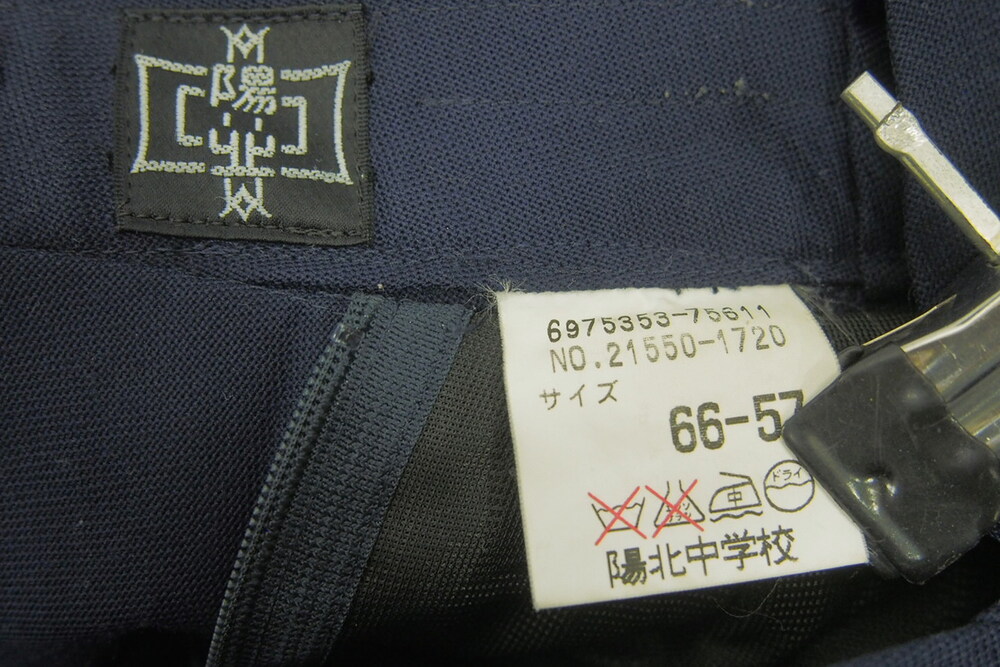 陽
北
6975353-75611
NO.21550-1720
サイズ
66-57
ドライ
中
陽北中学校